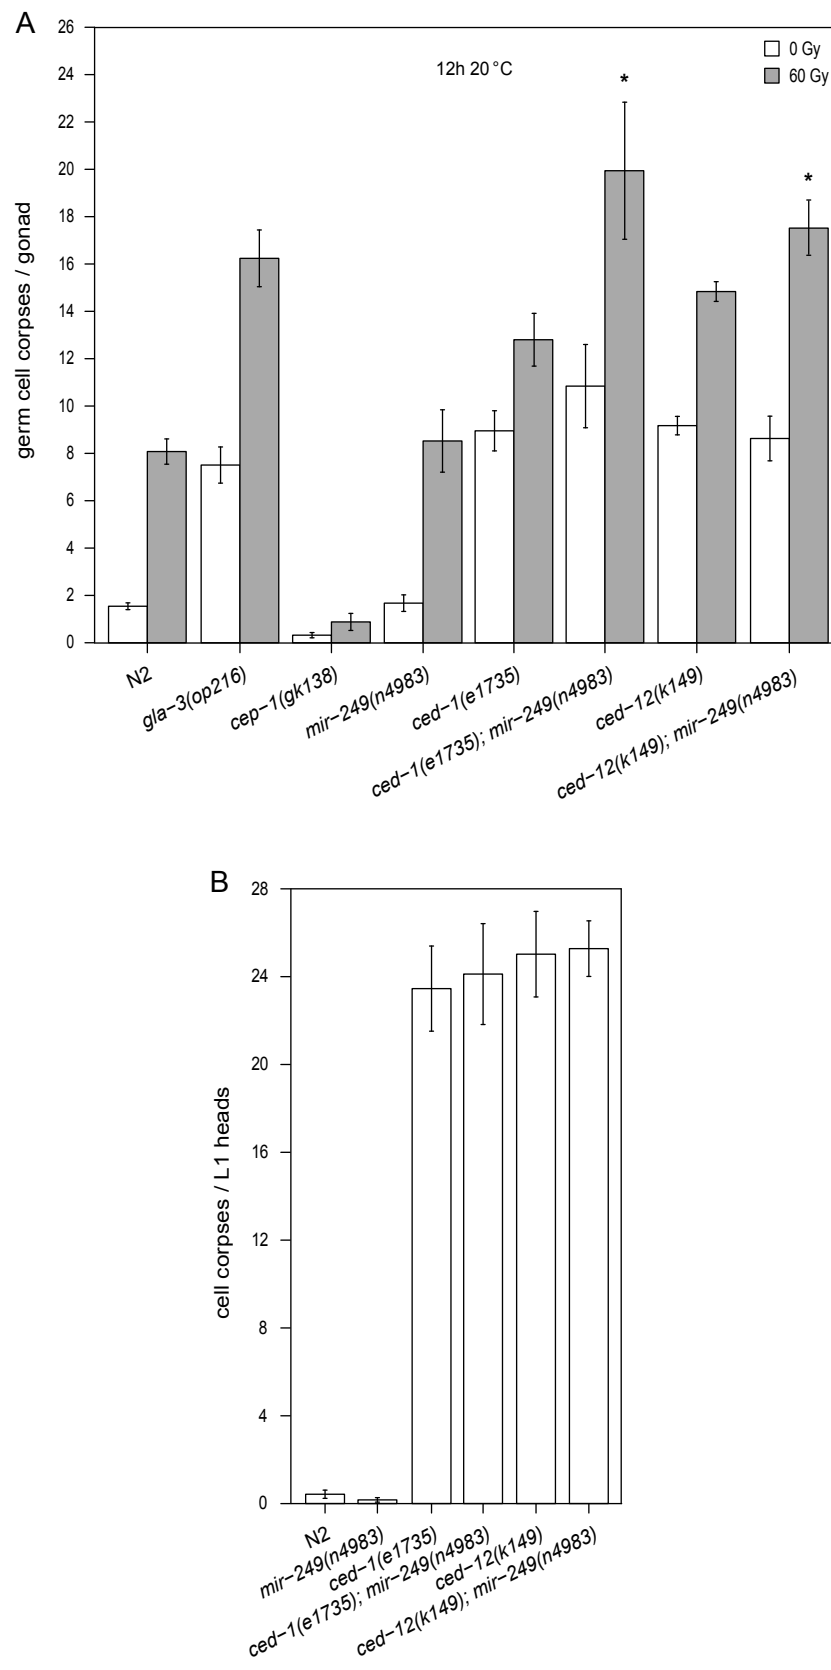 A
26
24
22
20
18
16
14
12
10
8
6
4
2
0
germ cell corpses / gonad
12h 20 °C
0 Gy
60 Gy
*
*
N2
gla−3(op216)
cep−1(gk138)
mir−249(n4983)
ced−1(e1735)
ced−1(e1735); mir−249(n4983)
ced−12(k149)
ced−12(k149); mir−249(n4983)
B
28
24
20
16
12
8
4
0
cell corpses / L1 heads
N2
mir−249(n4983)
ced−1(e1735)
ced−1(e1735); mir−249(n4983)
ced−12(k149)
ced−12(k149); mir−249(n4983)